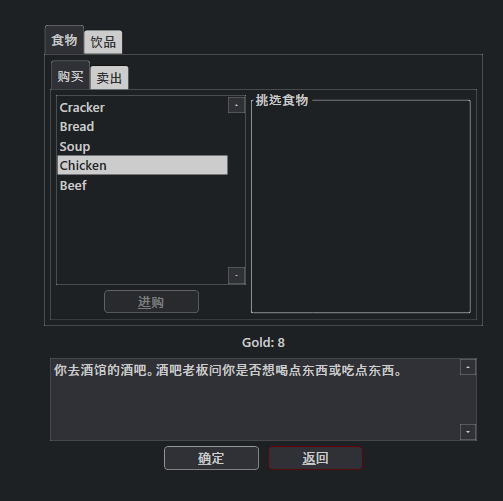 食物 饮品
购买 卖出
挑选食物
Cracker
Bread
Soup
Chicken
Beef
进购
Gold: 8
你去酒馆的酒吧。酒吧老板问你是否想喝点东西或吃点东西。
确定 返回